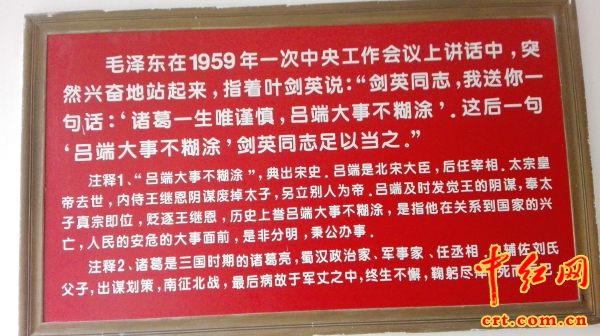 毛泽东在1959年一次中央工作会议上讲话中，突
然兴奋地站起来，指着叶剑英说：“剑英同志，我送你一
句话：‘诸葛一生唯谨慎，吕端大事不糊涂’．这后一句
‘吕端大事不糊涂’剑英同志足以当之。”
注释1、“吕端大事不糊涂”，典出宋史．吕端是北宋大臣，后任宰相．太宗皇
帝去世，内侍王继恩阴谋废掉太子，另立别人为帝．吕端及时发觉王的阴谋，奉太
子真宗即位，贬逐王继恩，历史上誉吕端大事不糊涂，是指他在关系到国家的兴
亡，人民的安危的大事面前，是非分明，秉公办事．
注释2、诸葛是三国时期的诸葛亮，蜀汉政治家、军事家、任丞相 辅佐刘氏
父子，出谋划策，南征北战，最后病故于军丈之中，终生不懈，鞠躬尽 死而
中红网
crt.com.cn